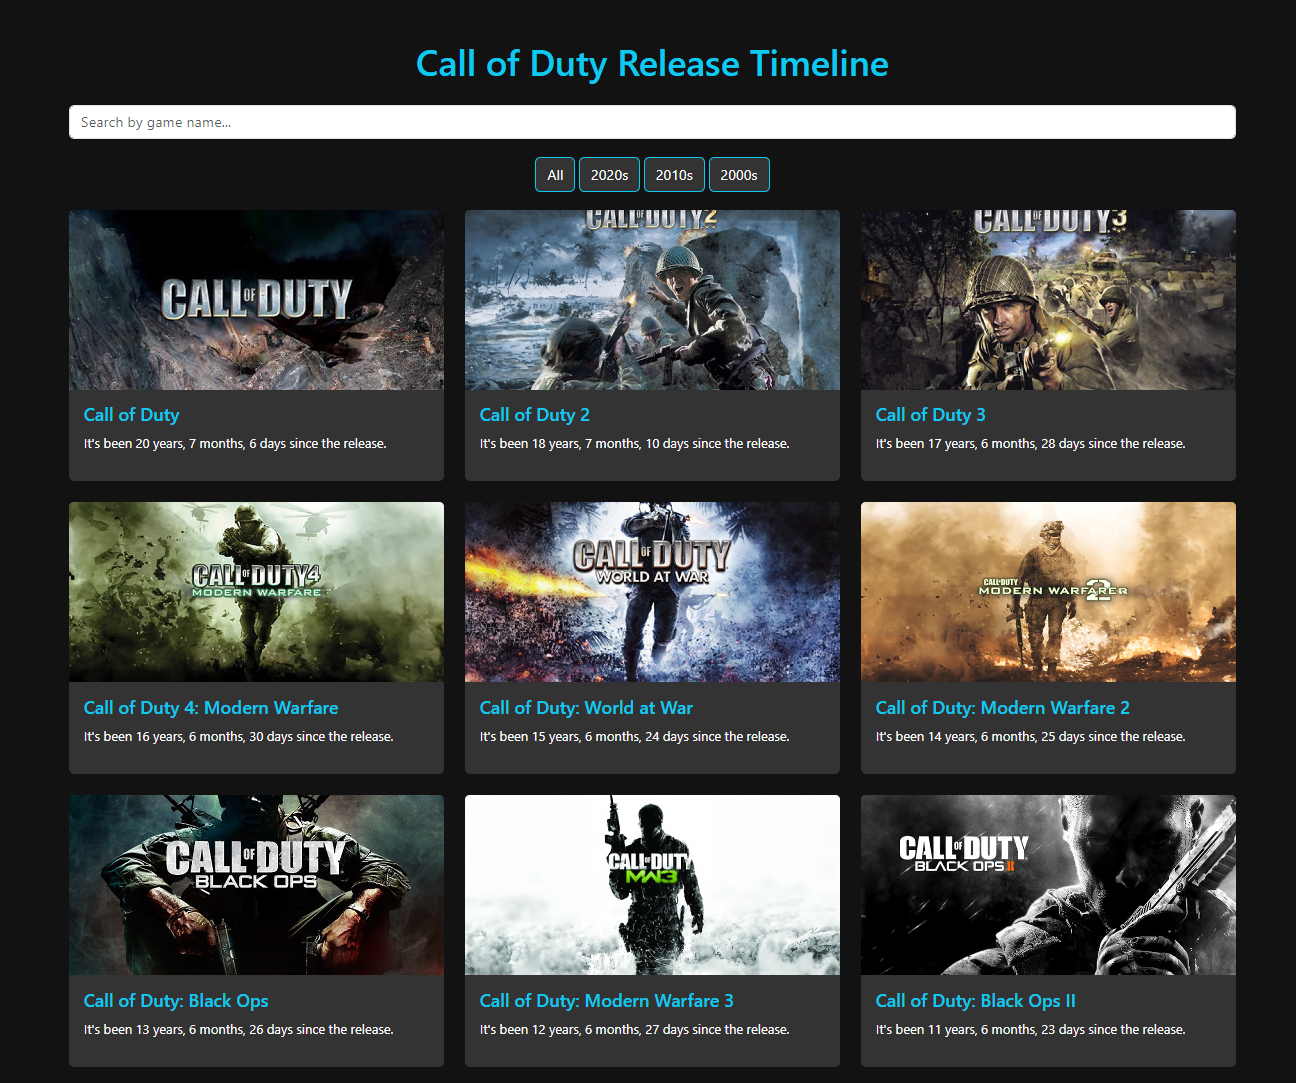 Call of Duty Release Timeline
Search by game name...
All 2020s 2010s 2000s
CALL OF DUTY
CALL OF DUTY 2
CALL OF DUTY 3
Call of Duty
It's been 20 years, 7 months, 6 days since the release.
Call of Duty 2
It's been 18 years, 7 months, 10 days since the release.
Call of Duty 3
It's been 17 years, 6 months, 28 days since the release.
CALL OF DUTY 4
MODERN WARFARE
CALL OF DUTY
WORLD AT WAR
CALL OF DUTY
MODERN WARFARE 2
Call of Duty 4: Modern Warfare
It's been 16 years, 6 months, 30 days since the release.
Call of Duty: World at War
It's been 15 years, 6 months, 24 days since the release.
Call of Duty: Modern Warfare 2
It's been 14 years, 6 months, 25 days since the release.
CALL OF DUTY
BLACK OPS
CALL OF DUTY
MW3
CALL OF DUTY
BLACK OPS II
Call of Duty: Black Ops
It's been 13 years, 6 months, 26 days since the release.
Call of Duty: Modern Warfare 3
It's been 12 years, 6 months, 27 days since the release.
Call of Duty: Black Ops II
It's been 11 years, 6 months, 23 days since the release.